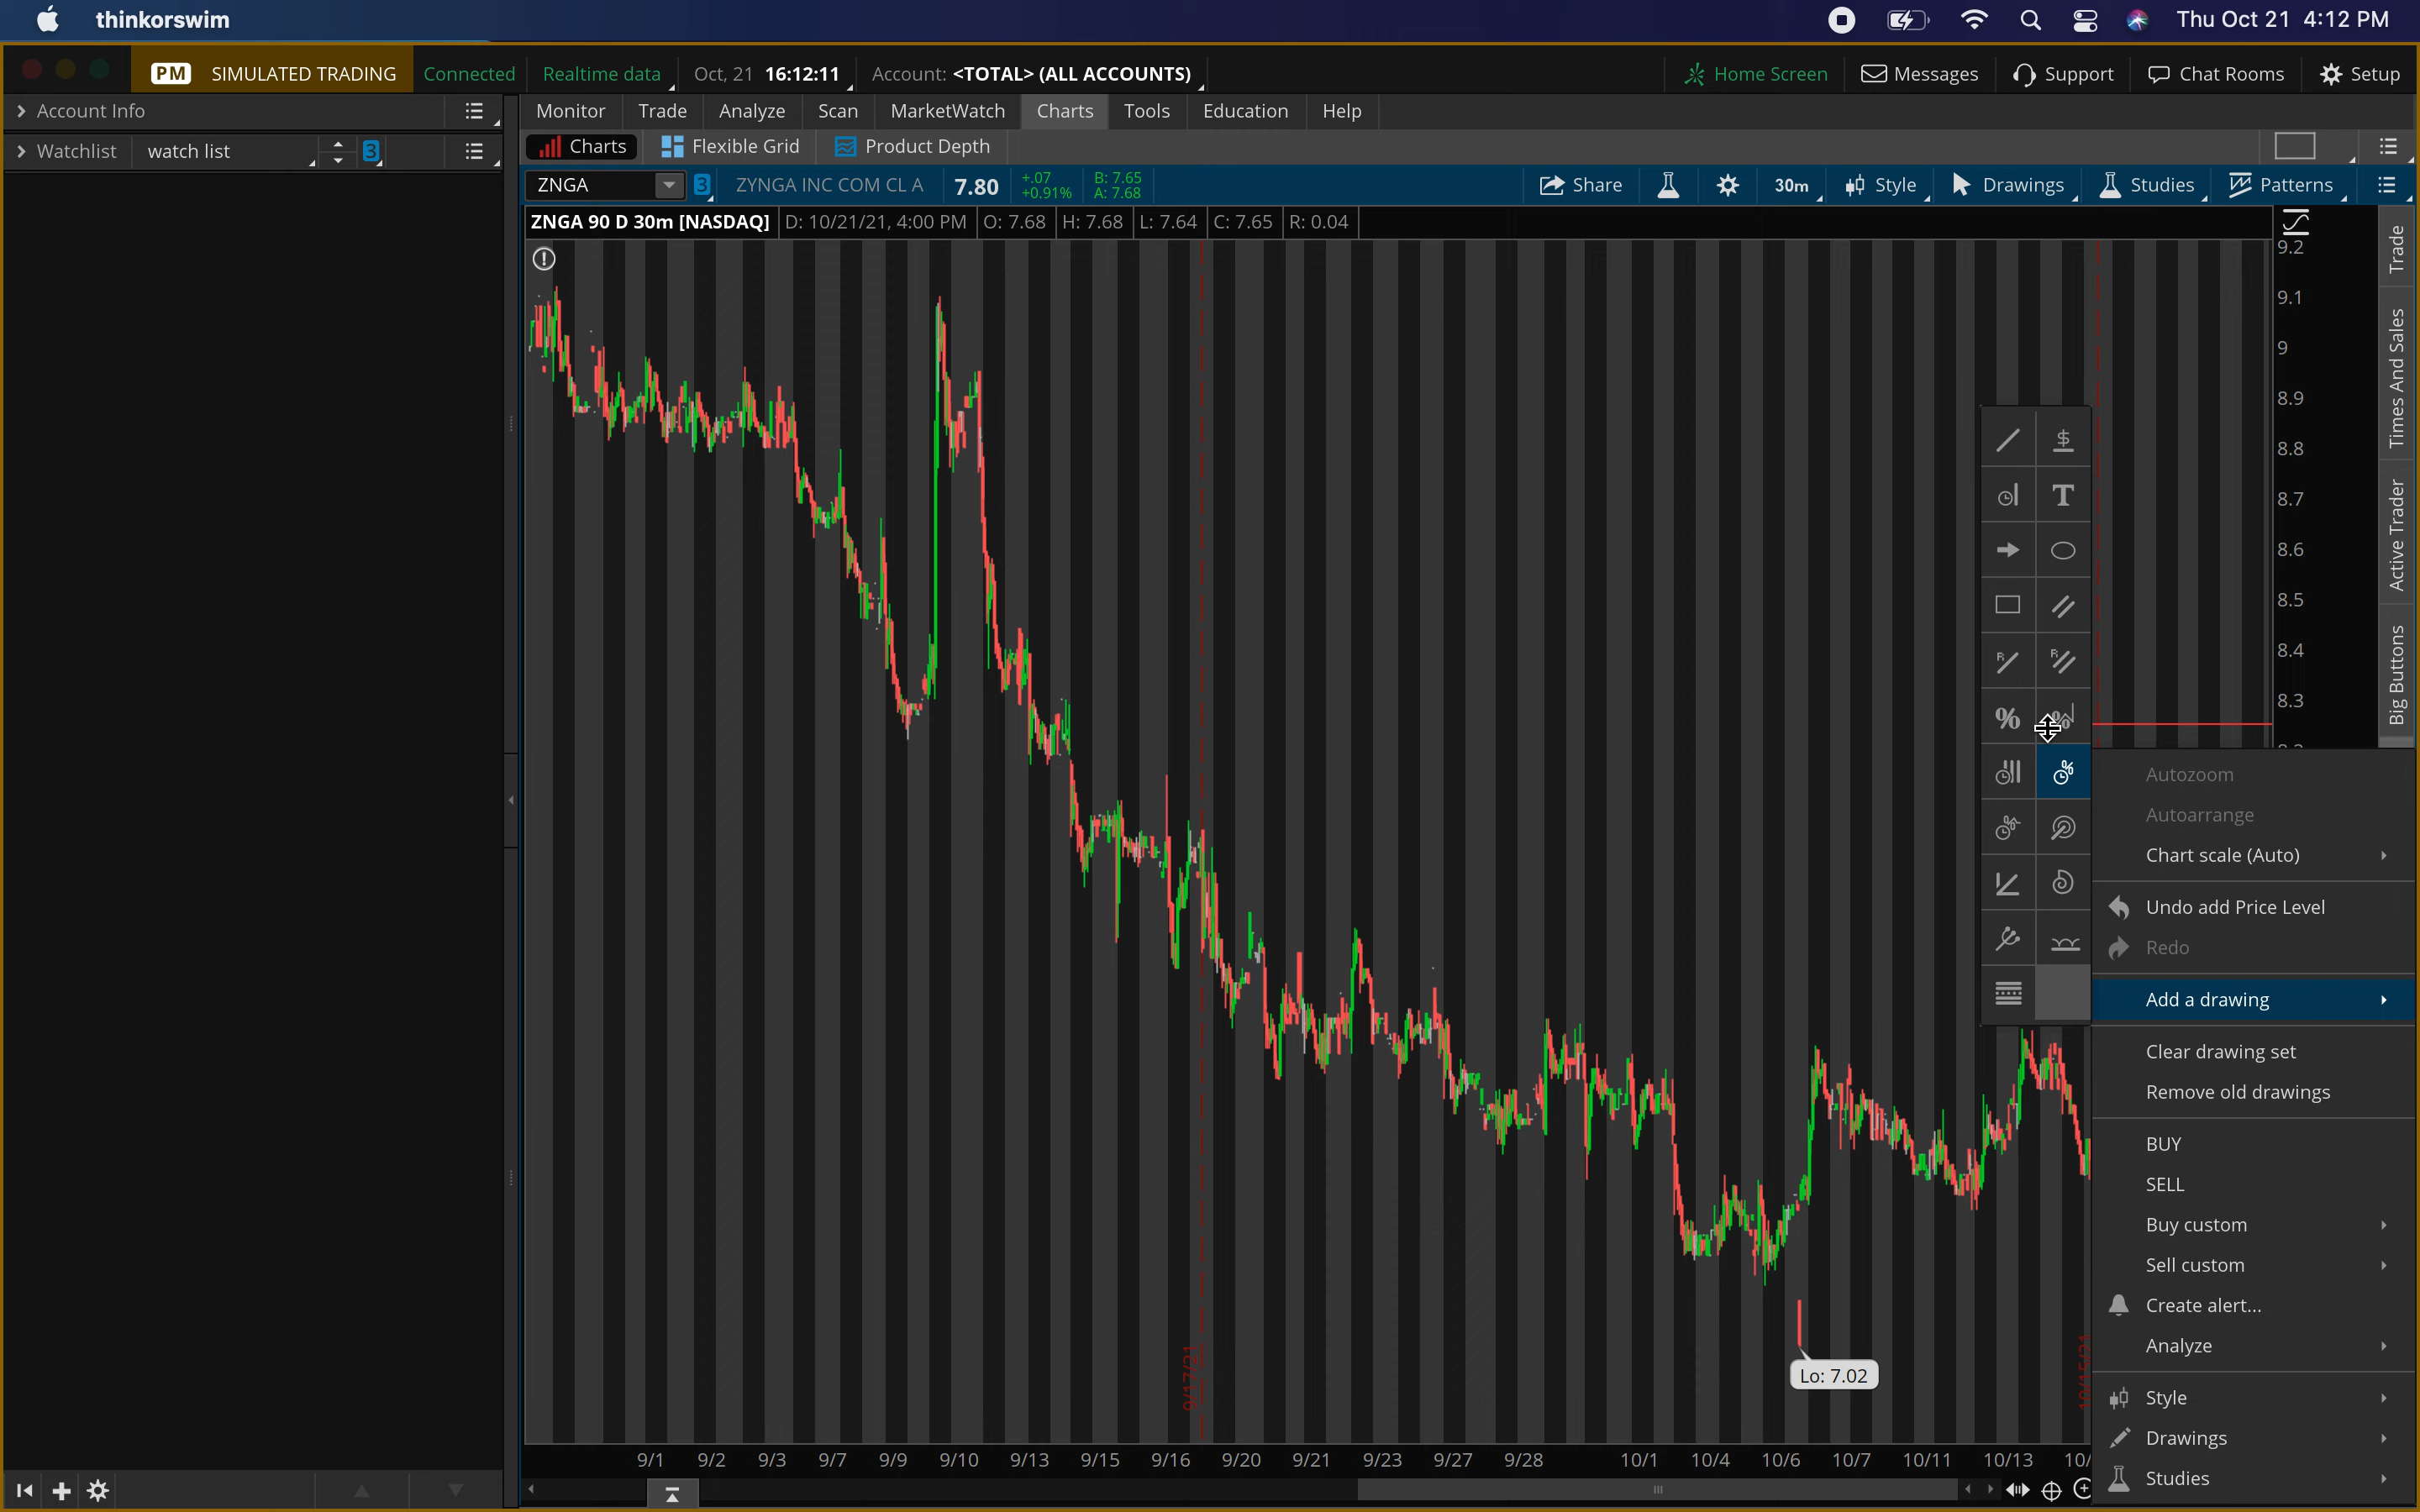 thinkorswim Thu Oct 21 4:12 PM
PM SIMULATED TRADING Connected Realtime data Oct, 21 16:12:11 Account: <TOTAL> (ALL ACCOUNTS) Home Screen Messages Support Chat Rooms Setup
Account Info
Monitor Trade Analyze Scan MarketWatch Charts Tools Education Help
Watchlist watch list 3
Charts Flexible Grid Product Depth
ZNGA 3 ZYNGA INC COM CL A 7.80 +.07 +0.91% B: 7.65 A: 7.68 Share 30m Style Drawings Studies Patterns
ZNGA 90 D 30m [NASDAQ] D: 10/21/21, 4:00 PM O: 7.68 H: 7.68 L: 7.64 C: 7.65 R: 0.04
9.2
9.1
9
8.9
8.8
8.7
8.6
8.5
8.4
8.3
Trade
Times And Sales
Active Trader
Big Buttons
$
T
R
R
%
%
%
%
Autozoom
Autoarrange
Chart scale (Auto)
Undo add Price Level
Redo
Add a drawing
Clear drawing set
Remove old drawings
BUY
SELL
Buy custom
Sell custom
Create alert...
Analyze
Style
Drawings
Studies
Lo: 7.02
9/17/21
9/1 9/2 9/3 9/7 9/9 9/10 9/13 9/15 9/16 9/20 9/21 9/23 9/27 9/28 10/1 10/4 10/6 10/7 10/11 10/13 10/